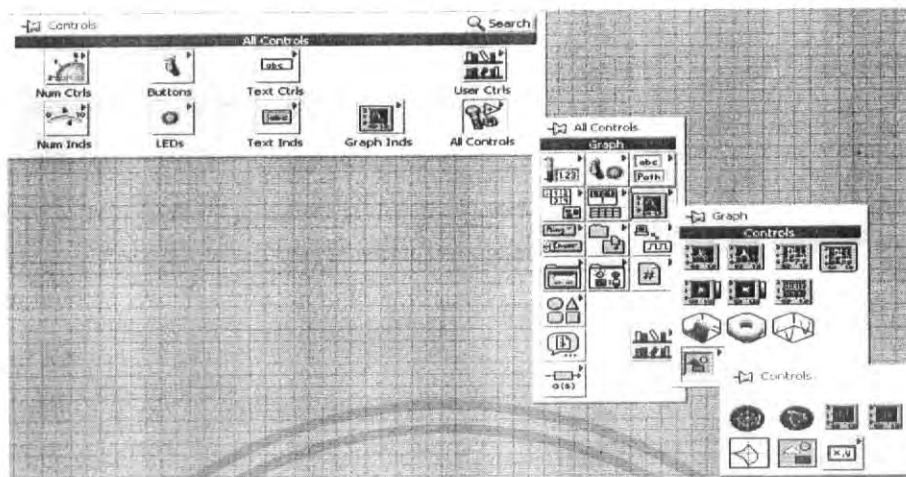 Controls
Search
All Controls
Num Ctrls
Buttons
Text Ctrls
User Ctrls
Num Inds
LEDs
Text Inds
Graph Inds
All Controls
All Controls
Graph
1.23
abc
Path
Ring
#
Graph
Controls
Controls
x,y